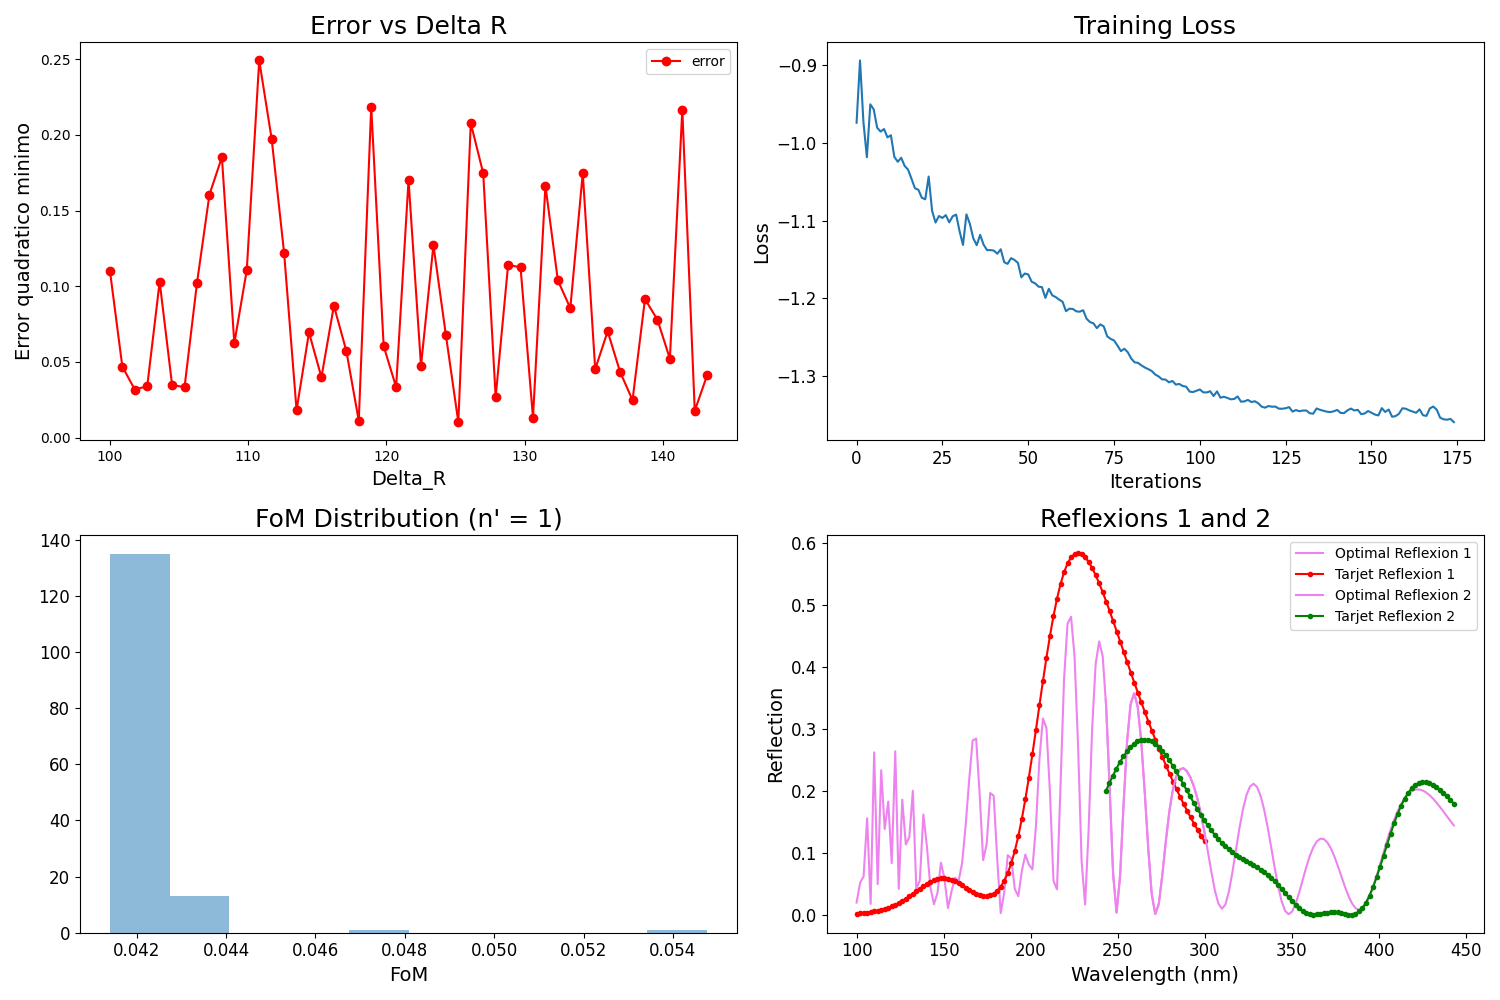 Error vs Delta R
Error quadratico minimo
0.25
0.20
0.15
0.10
0.05
0.00
error
100 110 120 130 140
Delta_R
Training Loss
Loss
−0.9
−1.0
−1.1
−1.2
−1.3
0 25 50 75 100 125 150 175
Iterations
FoM Distribution (n' = 1)
140
120
100
80
60
40
20
0
0.042 0.044 0.046 0.048 0.050 0.052 0.054
FoM
Reflexions 1 and 2
Reflection
0.6
0.5
0.4
0.3
0.2
0.1
0.0
Optimal Reflexion 1
Tarjet Reflexion 1
Optimal Reflexion 2
Tarjet Reflexion 2
100 150 200 250 300 350 400 450
Wavelength (nm)